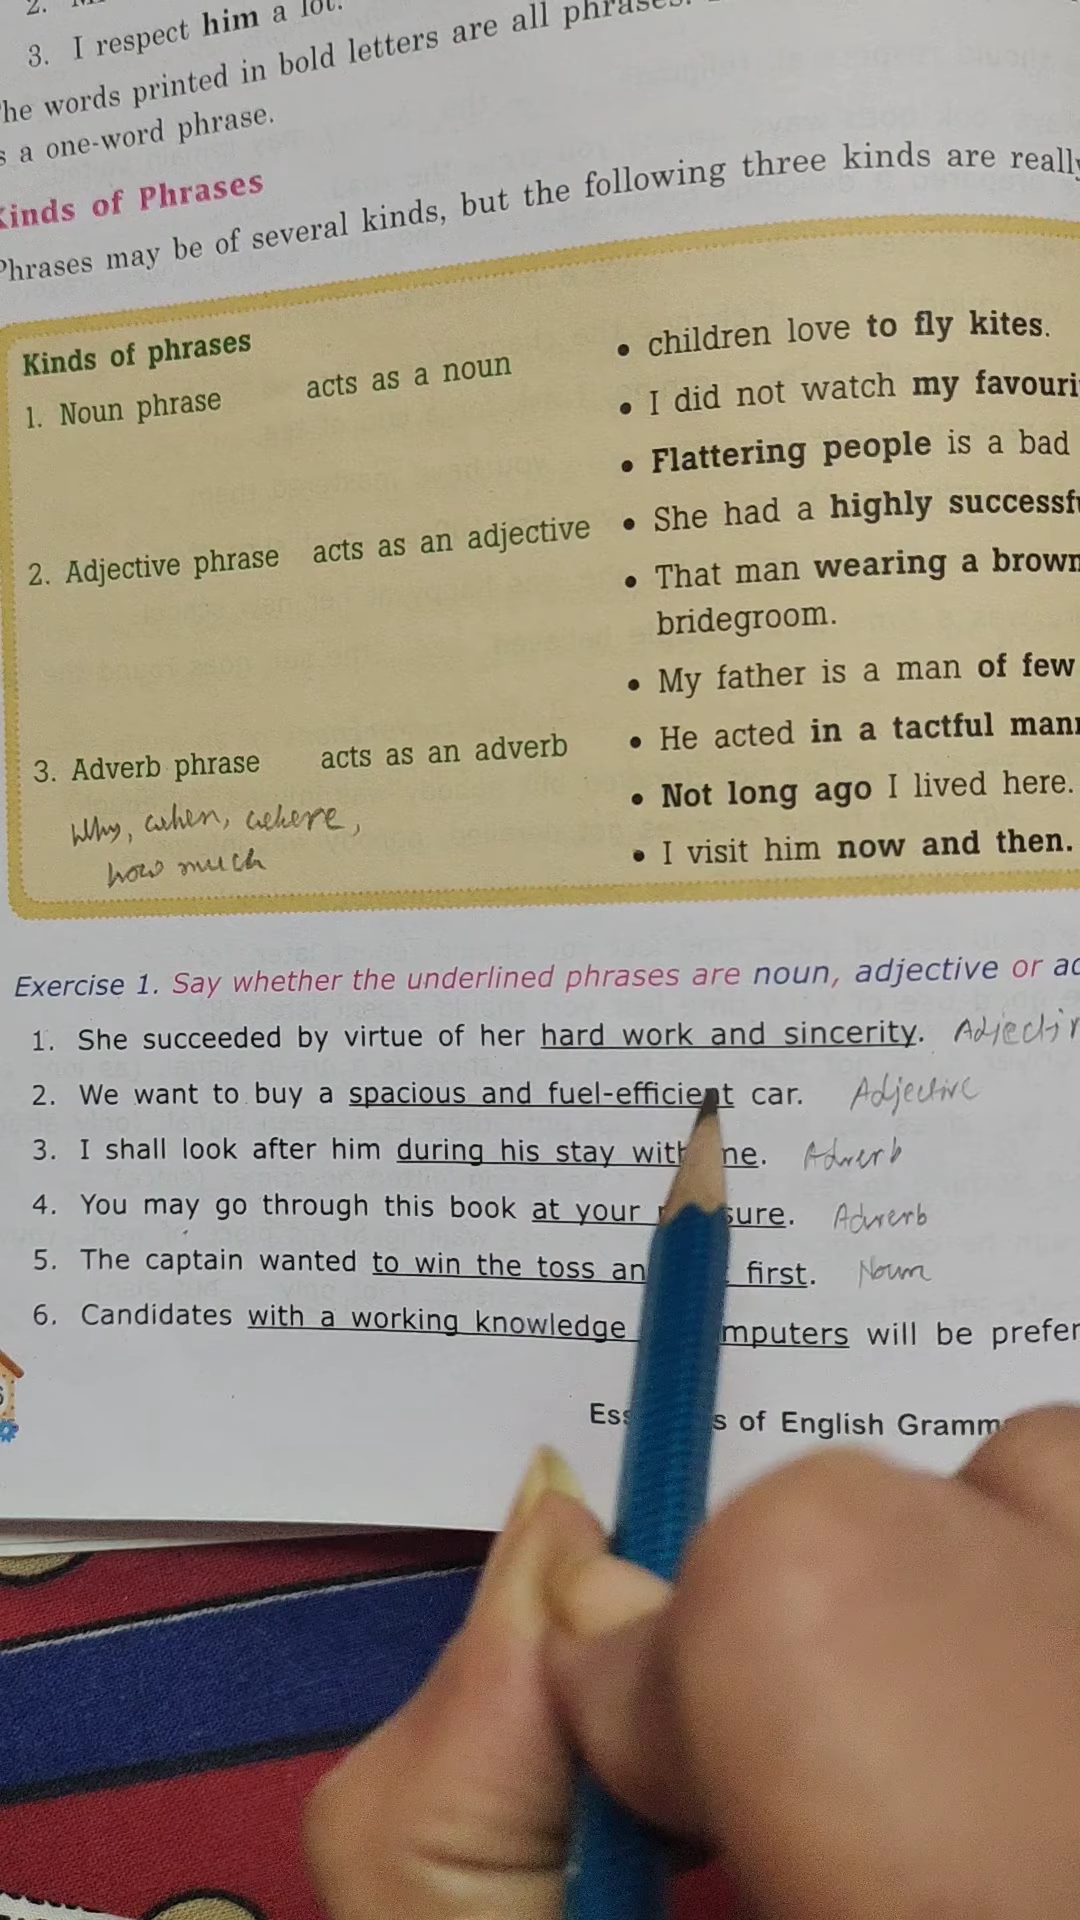 2.
3. I respect him a lot.
he words printed in bold letters are all phrases.
s a one-word phrase.
Kinds of Phrases
Phrases may be of several kinds, but the following three kinds are really
Kinds of phrases
1. Noun phrase acts as a noun • children love to fly kites.
• I did not watch my favouri
• Flattering people is a bad
2. Adjective phrase acts as an adjective • She had a highly successfu
• That man wearing a brown
bridegroom.
• My father is a man of few
3. Adverb phrase acts as an adverb • He acted in a tactful mann
Why, when, where, • Not long ago I lived here.
how much • I visit him now and then.
Exercise 1. Say whether the underlined phrases are noun, adjective or ad
1. She succeeded by virtue of her hard work and sincerity. Adjectiv
2. We want to buy a spacious and fuel-efficient car. Adjective
3. I shall look after him during his stay with me. Adverb
4. You may go through this book at your sure. Adverb
5. The captain wanted to win the toss an first. Noun
6. Candidates with a working knowledge mputers will be prefer
Ess s of English Gramm